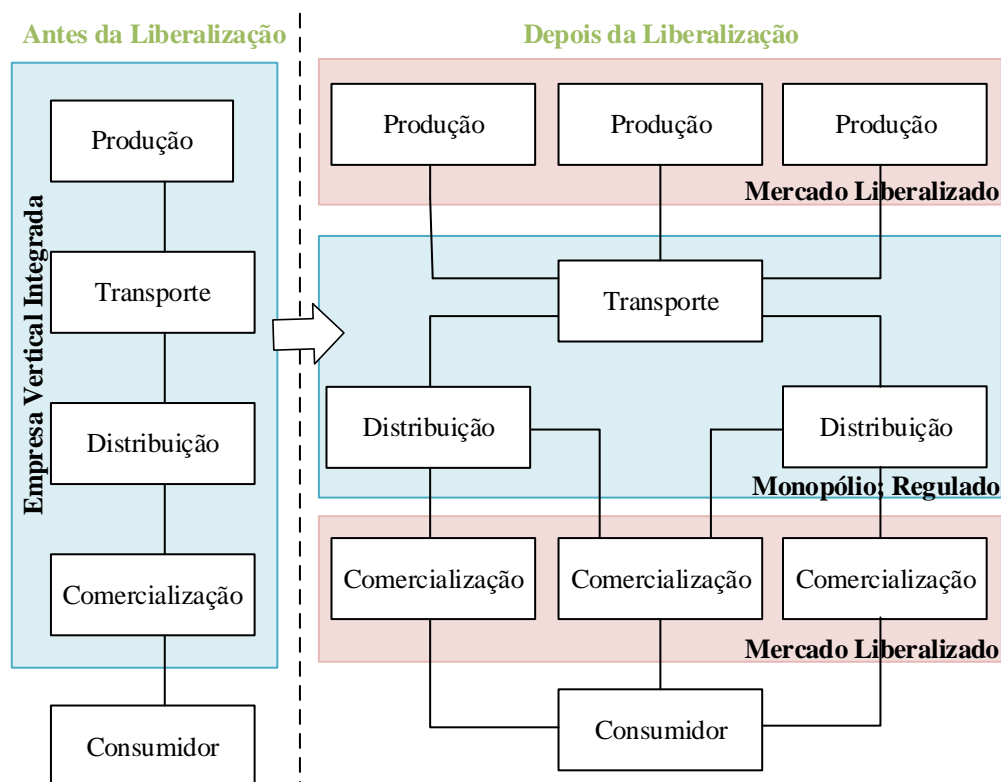 Antes da Liberalização
Empresa Vertical Integrada
Produção
Transporte
Distribuição
Comercialização
Consumidor
Depois da Liberalização
Produção
Produção
Produção
Mercado Liberalizado
Transporte
Distribuição
Distribuição
Monopólio; Regulado
Comercialização
Comercialização
Comercialização
Mercado Liberalizado
Consumidor